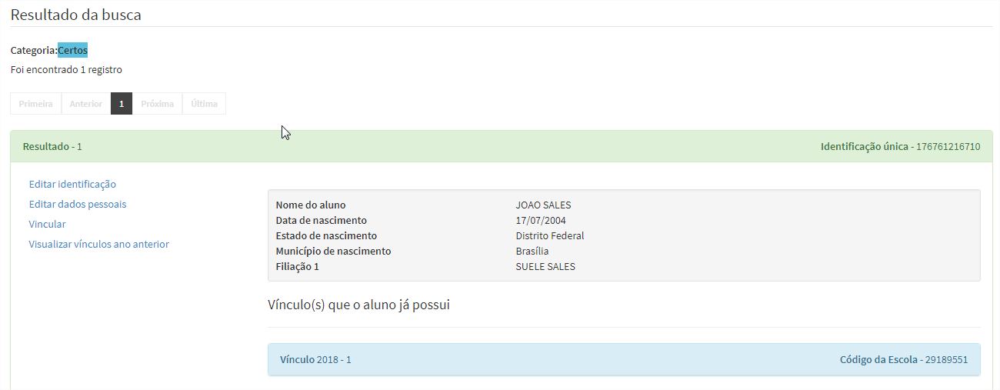 Resultado da busca
Categoria:Certos
Foi encontrado 1 registro
Primeira Anterior 1 Próxima Última
Resultado - 1 Identificação única - 176761216710
Editar identificação
Editar dados pessoais
Vincular
Visualizar vínculos ano anterior
Nome do aluno JOAO SALES
Data de nascimento 17/07/2004
Estado de nascimento Distrito Federal
Município de nascimento Brasília
Filiação 1 SUELE SALES
Vínculo(s) que o aluno já possui
Vínculo 2018 - 1 Código da Escola - 29189551